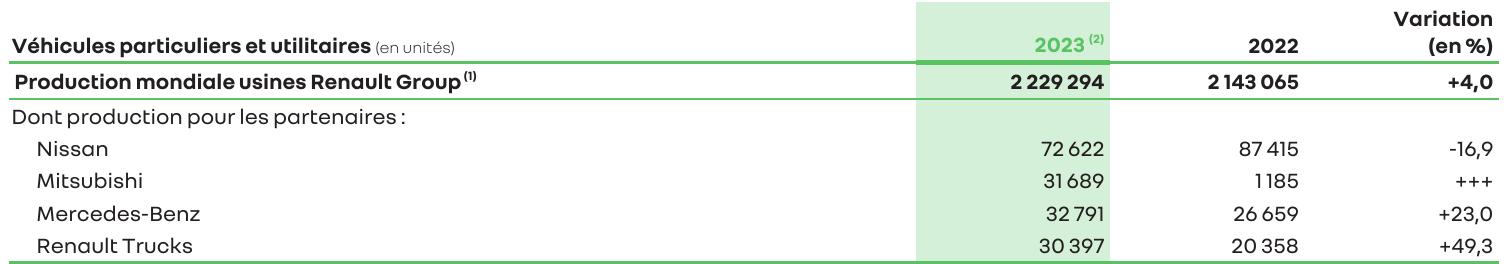 Véhicules particuliers et utilitaires (en unités) 2023 (2) 2022 Variation (en %)
Production mondiale usines Renault Group (1) 2 229 294 2 143 065 +4,0
Dont production pour les partenaires :
Nissan 72 622 87 415 -16,9
Mitsubishi 31 689 1 185 +++
Mercedes-Benz 32 791 26 659 +23,0
Renault Trucks 30 397 20 358 +49,3